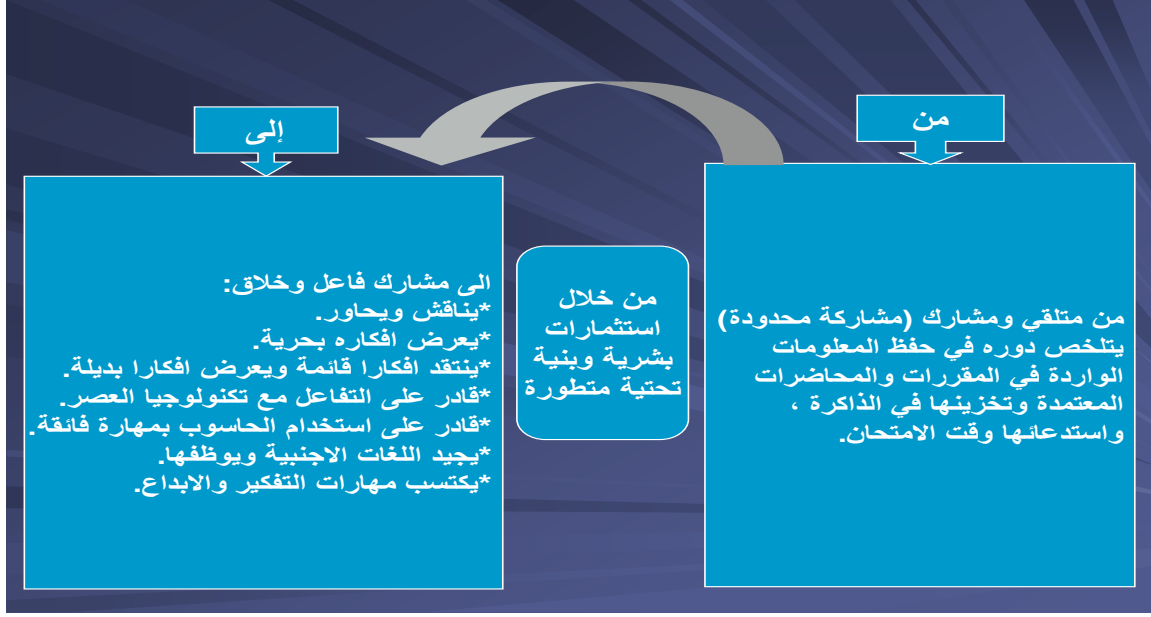 من
من متلقي ومشارك (مشاركة محدودة)
يتلخص دوره في حفظ المعلومات
الواردة في المقررات والمحاضرات
المعتمدة وتخزينها في الذاكرة ،
واستدعائها وقت الامتحان.
من خلال
استثمارات
بشرية وبنية
تحتية متطورة
إلى
الى مشارك فاعل وخلاق:
*يناقش ويحاور.
*يعرض افكاره بحرية.
*ينتقد افكارا قائمة ويعرض افكارا بديلة.
*قادر على التفاعل مع تكنولوجيا العصر.
*قادر على استخدام الحاسوب بمهارة فائقة.
*يجيد اللغات الاجنبية ويوظفها.
*يكتسب مهارات التفكير والابداع.